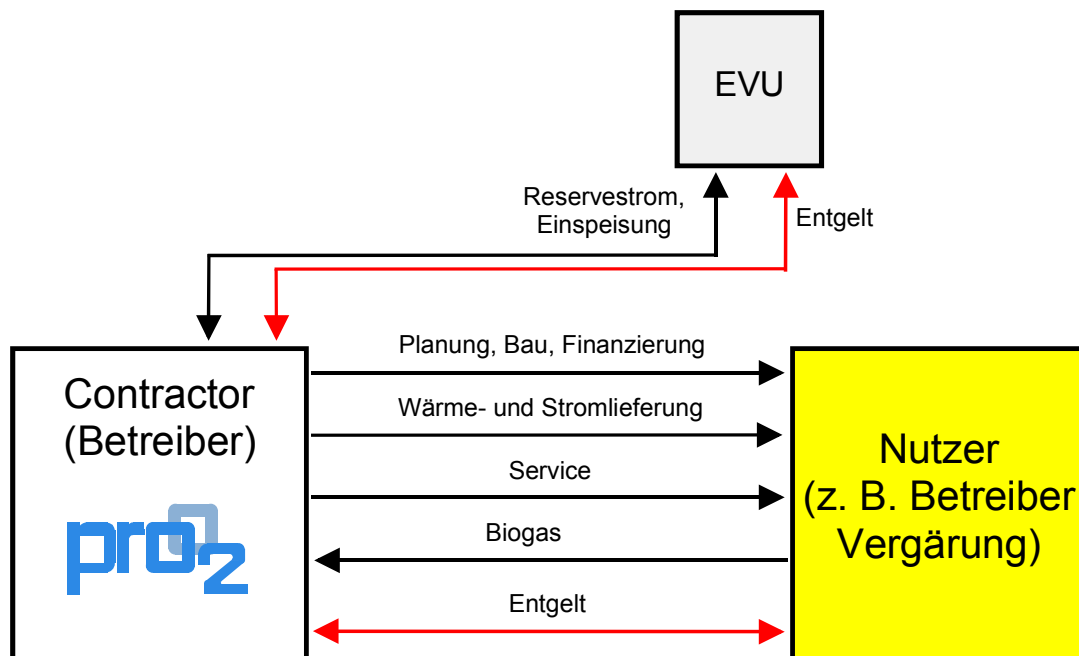 EVU
Reservestrom,
Einspeisung
Entgelt
Planung, Bau, Finanzierung
Contractor
(Betreiber)
Wärme- und Stromlieferung
Service
Biogas
Entgelt
pro2
Nutzer
(z. B. Betreiber
Vergärung)